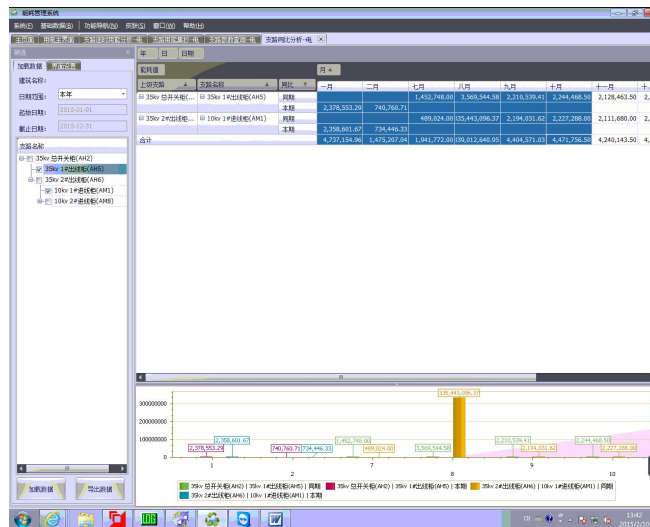 能耗管理系统
系统(F) 基础数据(B) 功能导航(N) 皮肤(S) 窗口(W) 帮助(H)
主页面 支路同比分析-电
筛选 年 日 日期
加载数据
能耗值 月
建筑名称:
上级支路 支路名称 同比 一月 二月 七月 八月 九月 十月 十一月
日期范围: 本年
35kv 总开关柜(... 35kv 1#出线柜(AH5) 同期 1,452,748.00 3,569,544.58 2,210,539.41 2,244,468.50 2,128,463.50
起始日期: 2015-01-01
本期 2,378,553.29 740,760.71
35kv 2#出线柜... 10kv 1#进线柜(AM1) 同期 489,024.00 335,443,096.37 2,194,031.62 2,227,288.00 2,111,680.00
截止日期: 2015-12-31
本期 2,358,601.67 734,446.33
合计 4,737,154.96 1,475,207.04 1,941,772.00 339,012,640.95 4,404,571.03 4,471,756.50 4,240,143.50
支路名称
35kv 总开关柜(AH2)
35kv 1#出线柜(AH5)
35kv 2#出线柜(AH6)
10kv 1#进线柜(AM1)
10kv 2#进线柜(AM8)
335,443,096.37
300000000
200000000
100000000
0
2,358,601.67 1,452,748.00 2,210,539.41 2,244,468.50
2,378,553.29 740,760.71 734,446.33 489,024.00 3,569,544.58 2,194,031.62 2,227,288.00
1 2 7 8 9 10
加载数据 导出数据
35kv 总开关柜(AH2) | 35kv 1#出线柜(AH5) | 同期 35kv 总开关柜(AH2) | 35kv 1#出线柜(AH5) | 本期 35kv 2#出线柜(AH6) | 10kv 1#进线柜(AM1) | 同期
35kv 2#出线柜(AH6) | 10kv 1#进线柜(AM1) | 本期
13:42